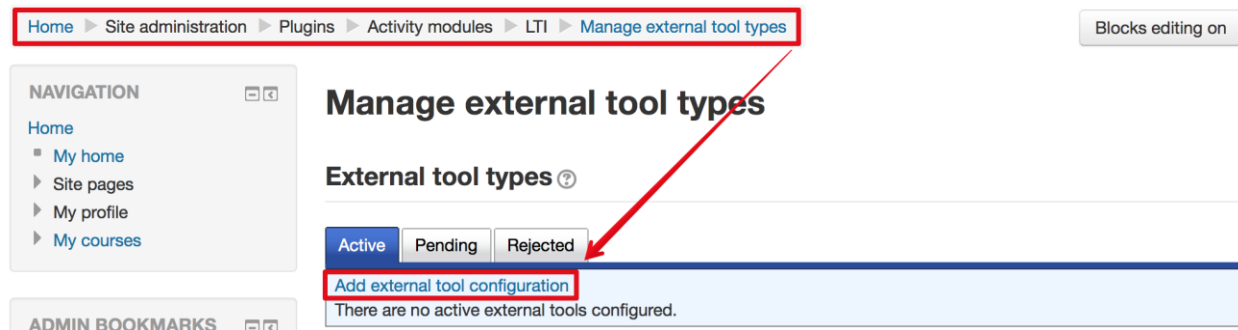 Home Site administration Plugins Activity modules LTI Manage external tool types
Blocks editing on
NAVIGATION
Home
My home
Site pages
My profile
My courses
ADMIN BOOKMARKS
Manage external tool types
External tool types
Active Pending Rejected
Add external tool configuration
There are no active external tools configured.